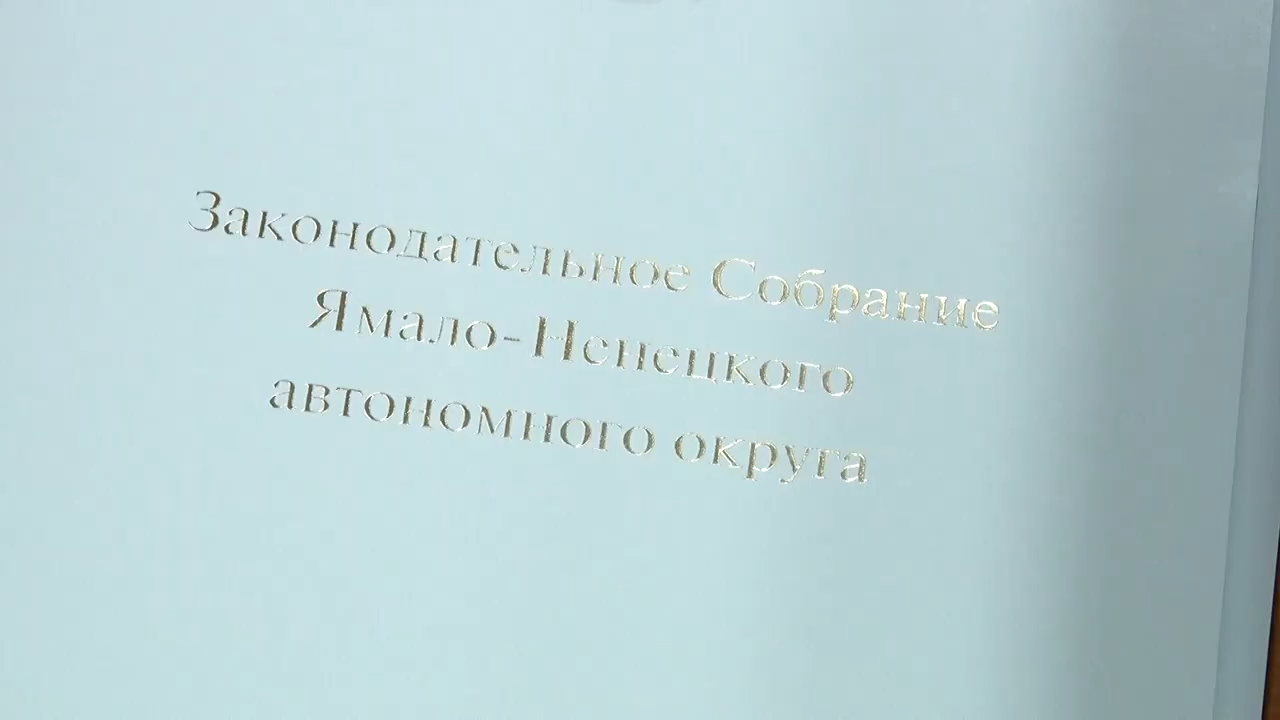 Законодательное Собрание
Ямало-Ненецкого
автономного округа